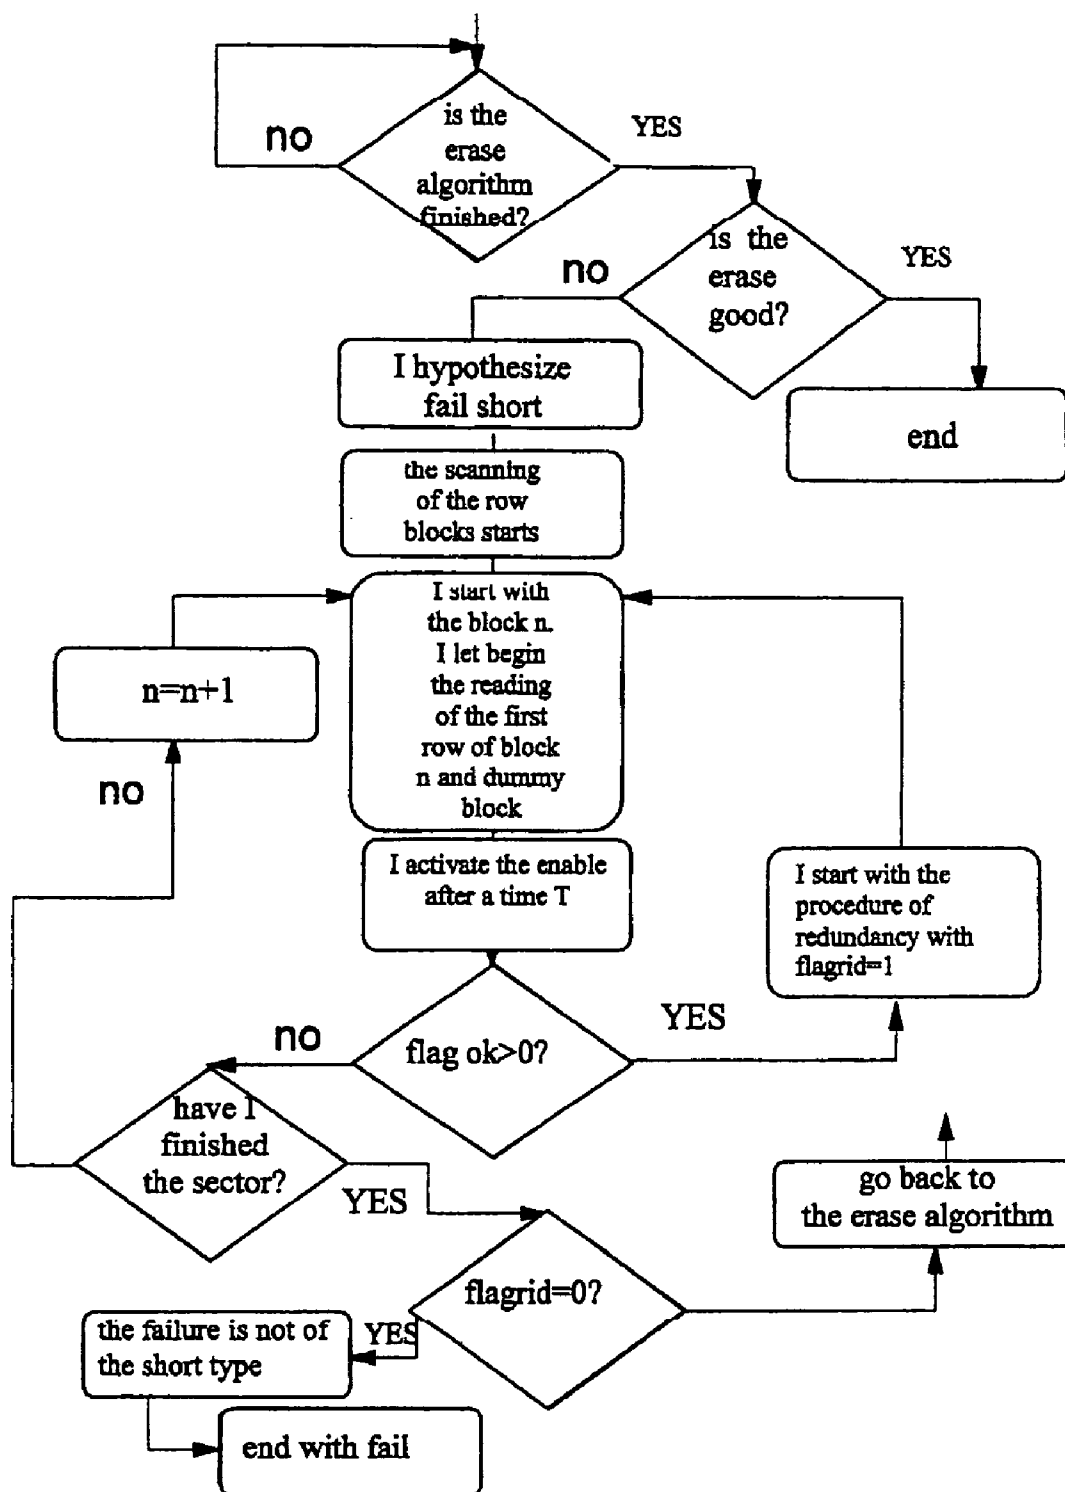 is the
erase
algorithm
finished?
no
YES
is the
erase
good?
no
YES
I hypothesize
fail short
end
the scanning
of the row
blocks starts
I start with
the block n.
I let begin
the reading
of the first
row of block
n and dummy
block
n=n+1
no
I activate the enable
after a time T
I start with the
procedure of
redundancy with
flagrid=1
flag ok>0?
no
YES
have I
finished
the sector?
YES
go back to
the erase algorithm
flagrid=0?
YES
the failure is not of
the short type
end with fail